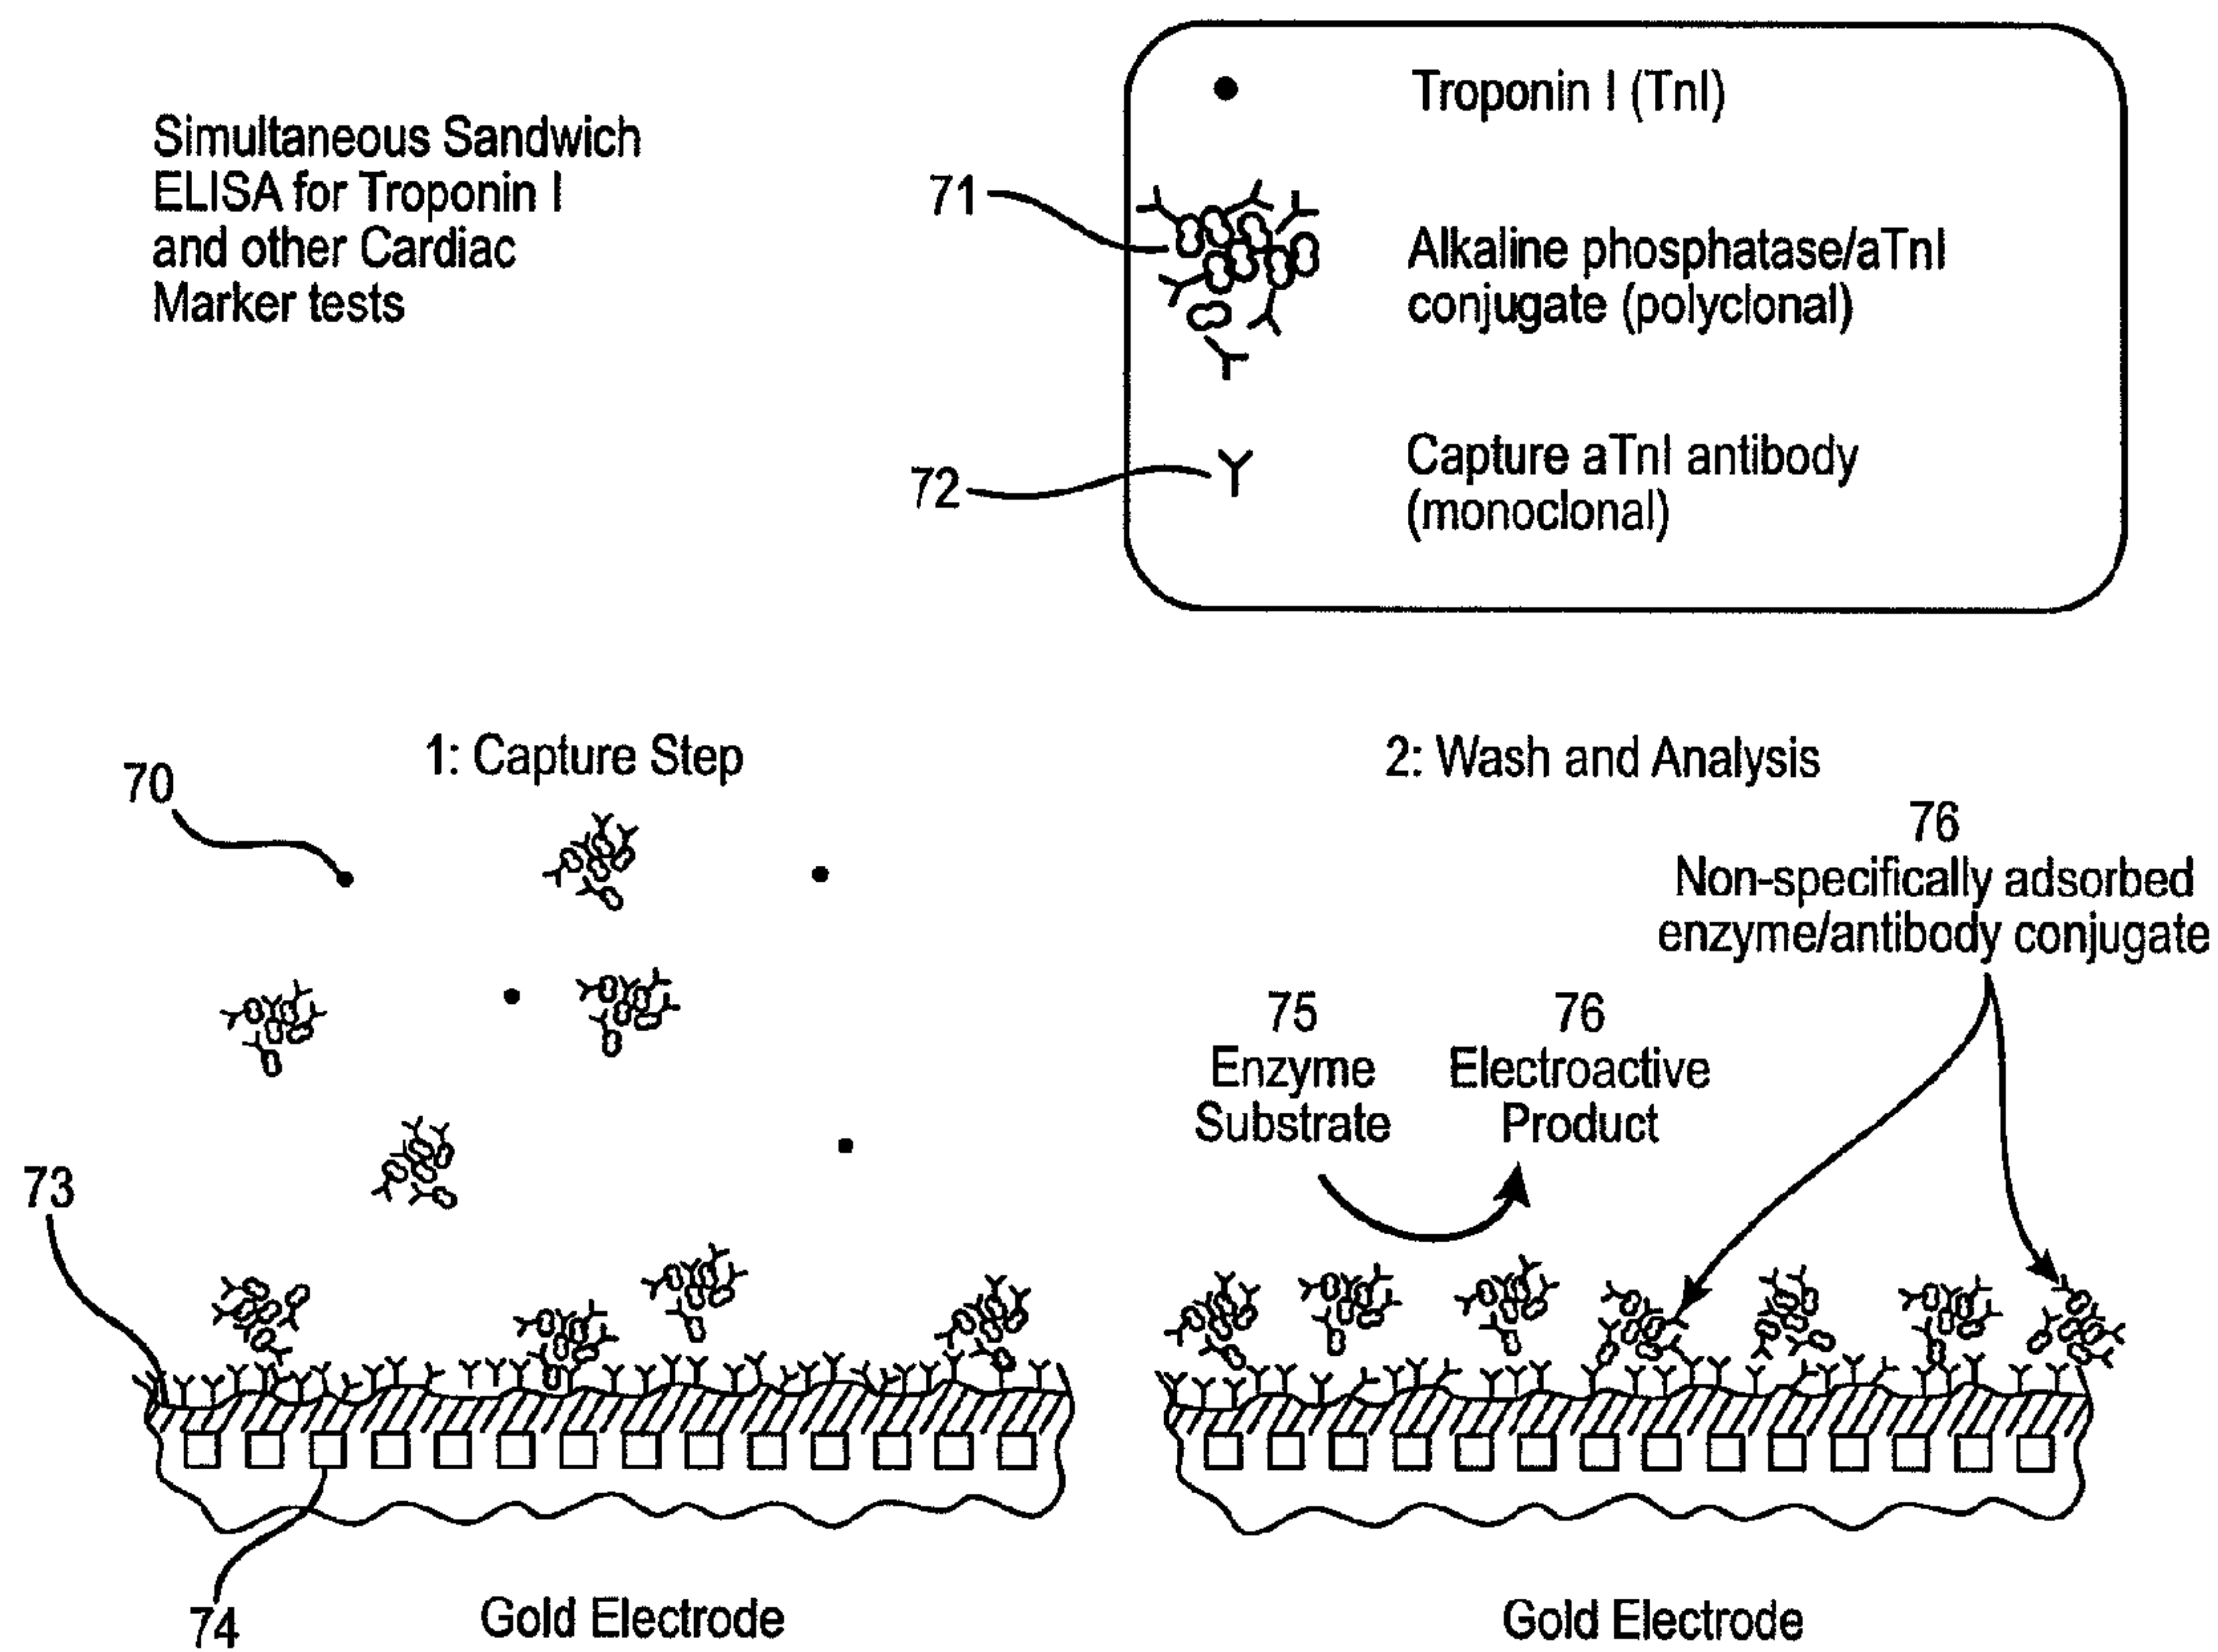 Simultaneous Sandwich
ELISA for Troponin I
and other Cardiac
Marker tests
Troponin I (TnI)
71
Alkaline phosphatase/aTnI
conjugate (polyclonal)
72
Capture aTnI antibody
(monoclonal)
1: Capture Step
70
73
74
Gold Electrode
2: Wash and Analysis
76
Non-specifically adsorbed
enzyme/antibody conjugate
75
Enzyme
Substrate
76
Electroactive
Product
Gold Electrode